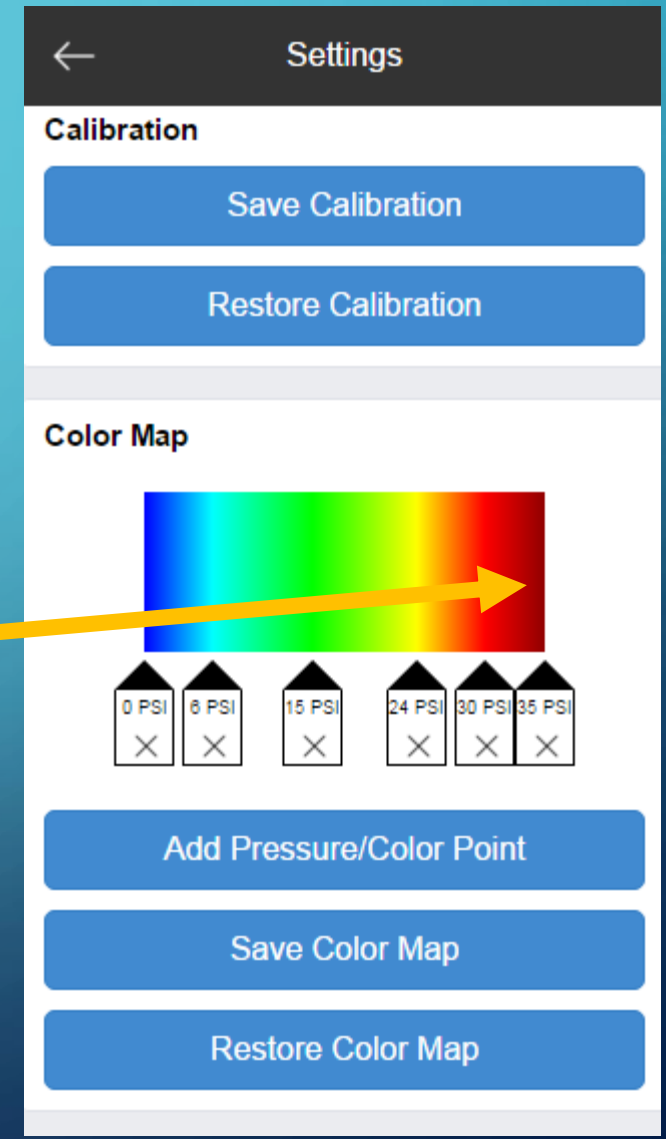 Settings
Calibration
Save Calibration
Restore Calibration
Color Map
0 PSI 6 PSI 15 PSI 24 PSI 30 PSI 35 PSI
Add Pressure/Color Point
Save Color Map
Restore Color Map